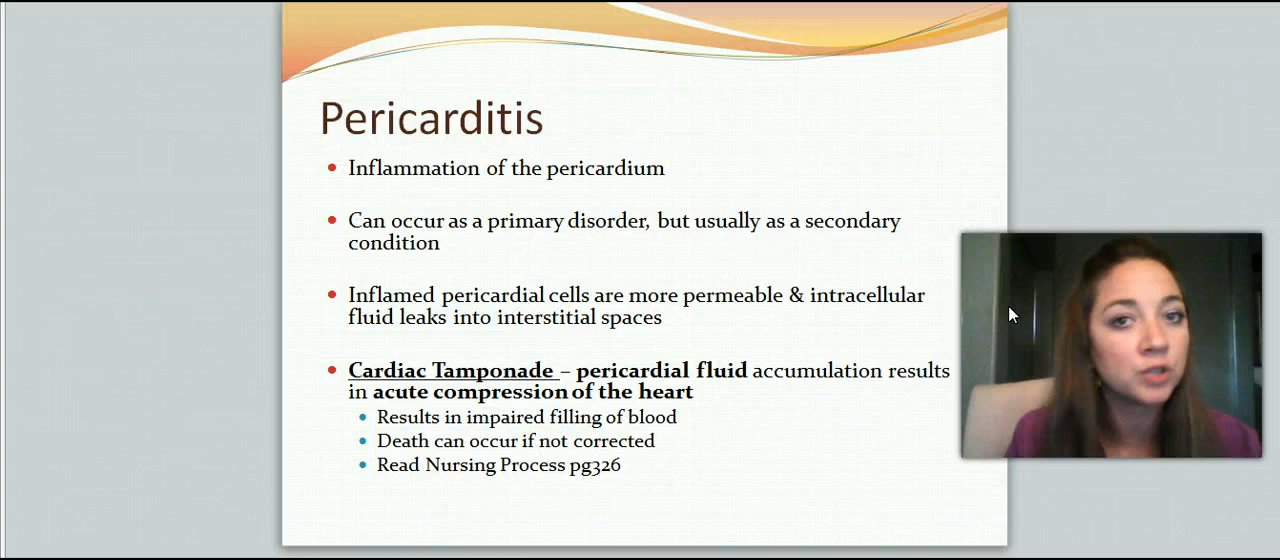 Pericarditis
Inflammation of the pericardium
Can occur as a primary disorder, but usually as a secondary
condition
Inflamed pericardial cells are more permeable & intracellular
fluid leaks into interstitial spaces
Cardiac Tamponade – pericardial fluid accumulation results
in acute compression of the heart
Results in impaired filling of blood
Death can occur if not corrected
Read Nursing Process pg326